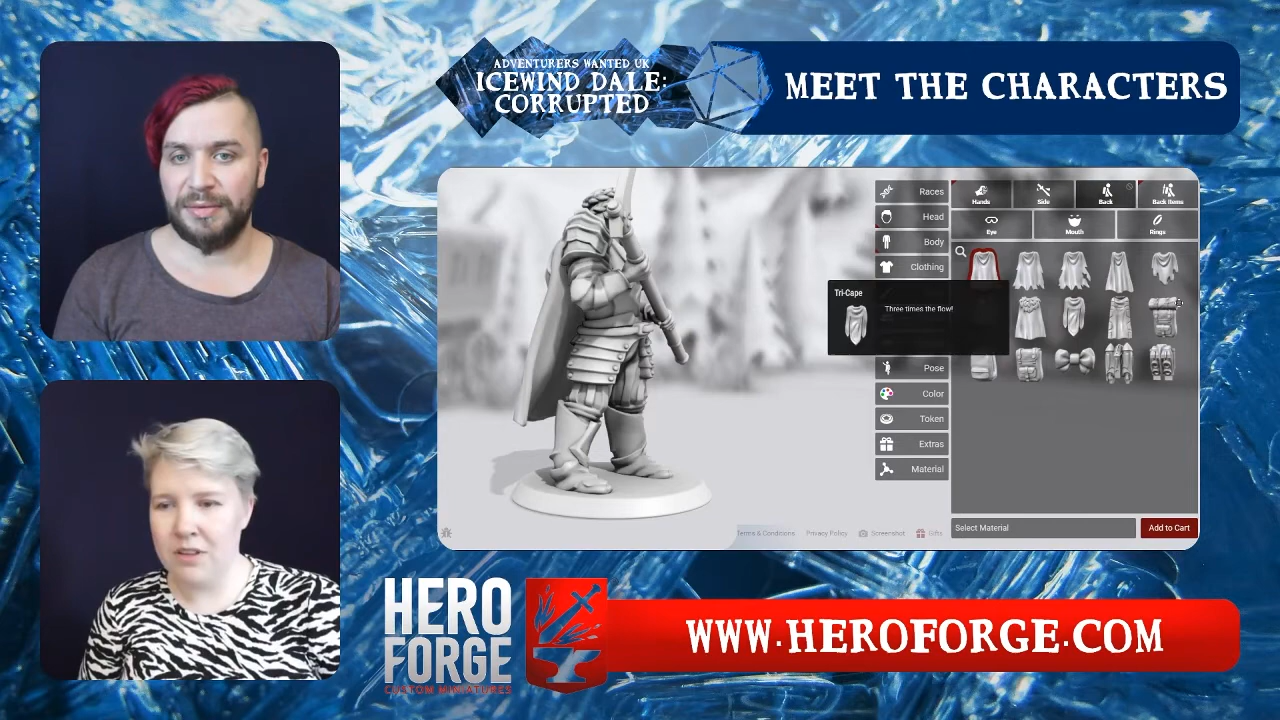 ADVENTURERS WANTED UK
ICEWIND DALE:
CORRUPTED
MEET THE CHARACTERS
Races
Head
Body
Clothing
Pose
Color
Token
Extras
Material
Hands
Side
Back
Back Items
Eye
Mouth
Rings
Tri-Cape
Three times the flow!
Terms & Conditions
Privacy Policy
Screenshot
Gifts
Select Material
Add to Cart
HERO
FORGE
CUSTOM MINIATURES
WWW.HEROFORGE.COM